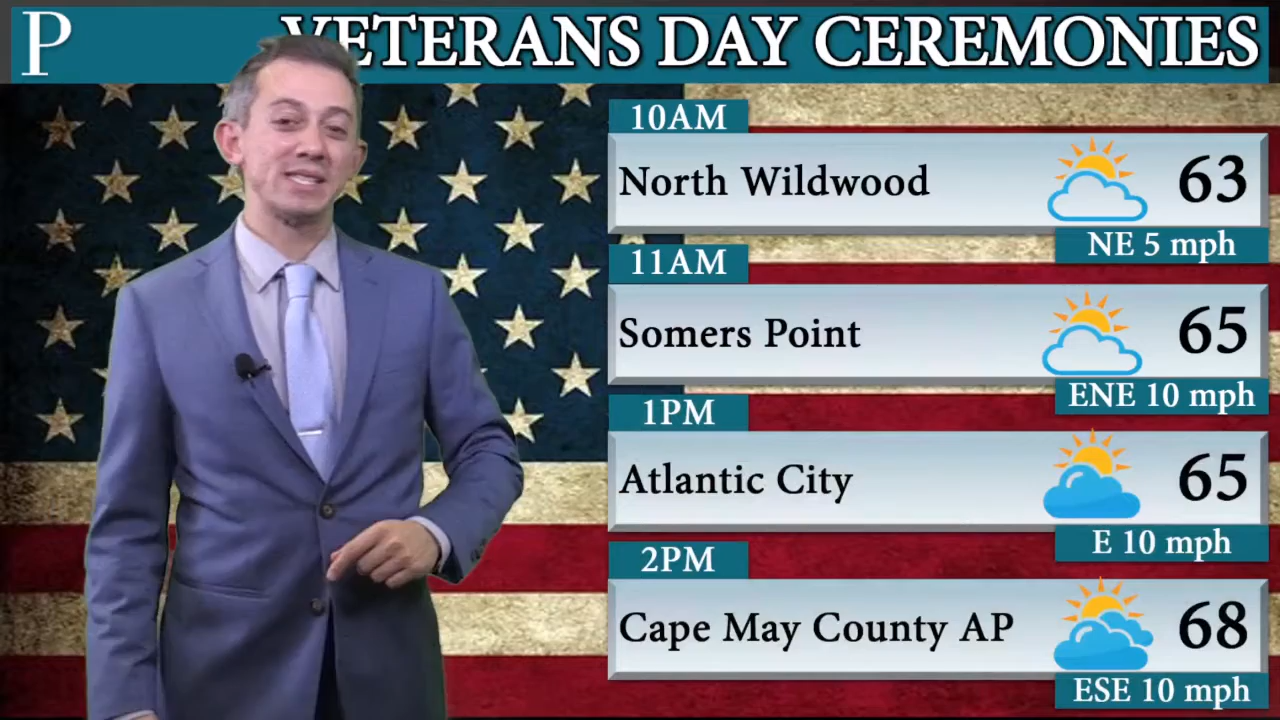 P
VETERANS DAY CEREMONIES
10AM
North Wildwood 63
NE 5 mph
11AM
Somers Point 65
ENE 10 mph
1PM
Atlantic City 65
E 10 mph
2PM
Cape May County AP 68
ESE 10 mph